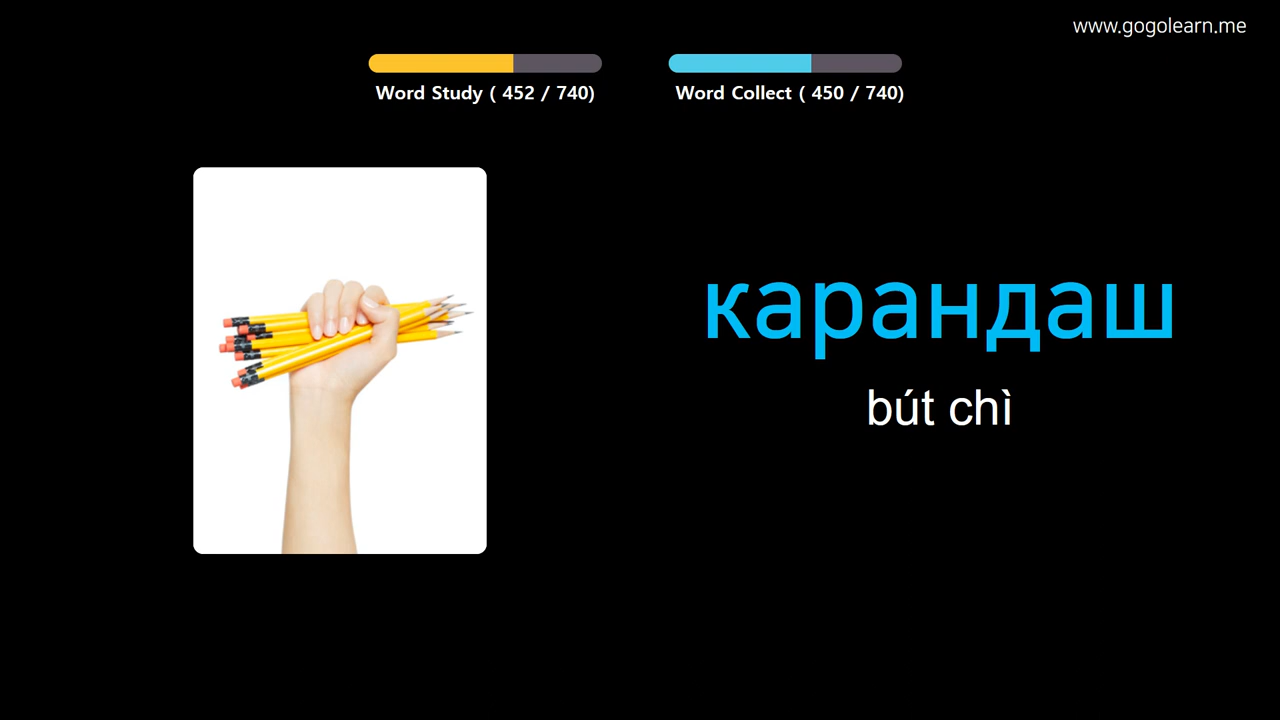 www.gogolearn.me
Word Study ( 452 / 740)
Word Collect ( 450 / 740)
карандаш
bút chì